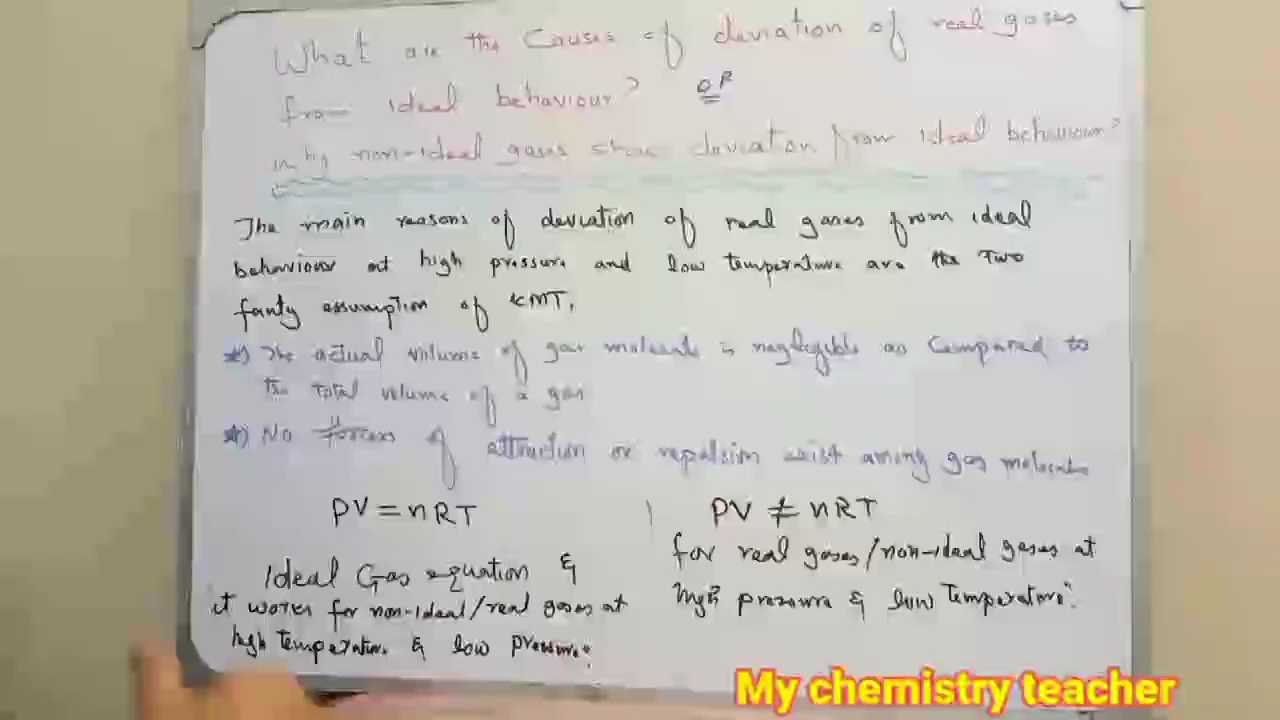 What are the Causes of deviation of real gases
from ideal behaviour? OR
Why non-ideal gases show deviation from ideal behaviour?
The main reasons of deviation of real gases from ideal
behaviour at high pressure and low temperature are the Two
faulty assumption of KMT.
*) The actual volume of gas molecule is neglegible as Compared to
the total volume of a gas
*) No forces of attraction or repulsion exist among gas molecules
PV = nRT
Ideal Gas equation &
it works for non-ideal/real gases at
high temperature & low pressure.
PV ≠ nRT
for real gases/non-ideal gases at
high pressure & low Temperature.
My chemistry teacher